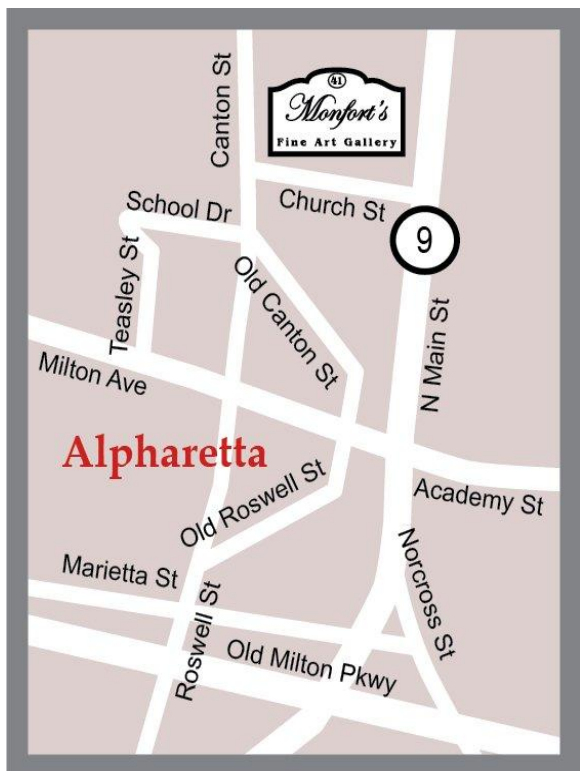 Canton St
41
Monfort's
Fine Art Gallery
School Dr
Church St
9
Teasley St
Old Canton St
N Main St
Milton Ave
Alpharetta
Academy St
Old Roswell St
Marietta St
Norcross St
Roswell St
Old Milton Pkwy